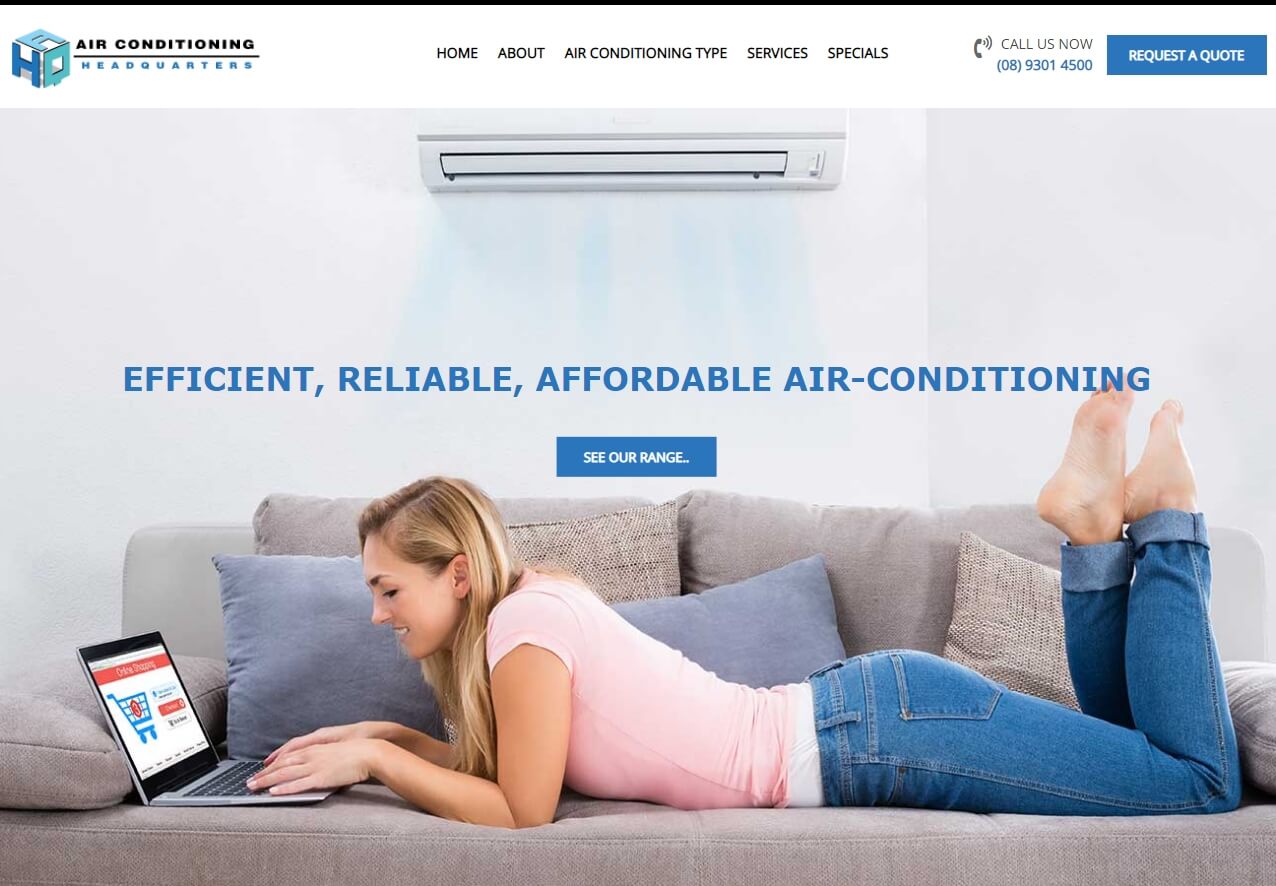 AIR CONDITIONING
HEADQUARTERS
HOME ABOUT AIR CONDITIONING TYPE SERVICES SPECIALS
CALL US NOW
(08) 9301 4500
REQUEST A QUOTE
EFFICIENT, RELIABLE, AFFORDABLE AIR-CONDITIONING
SEE OUR RANGE..
Online Shopping